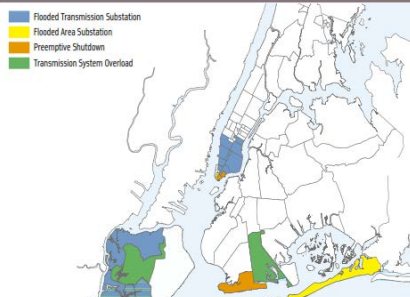 Flooded Transmission Substation
Flooded Area Substation
Preemptive Shutdown
Transmission System Overload